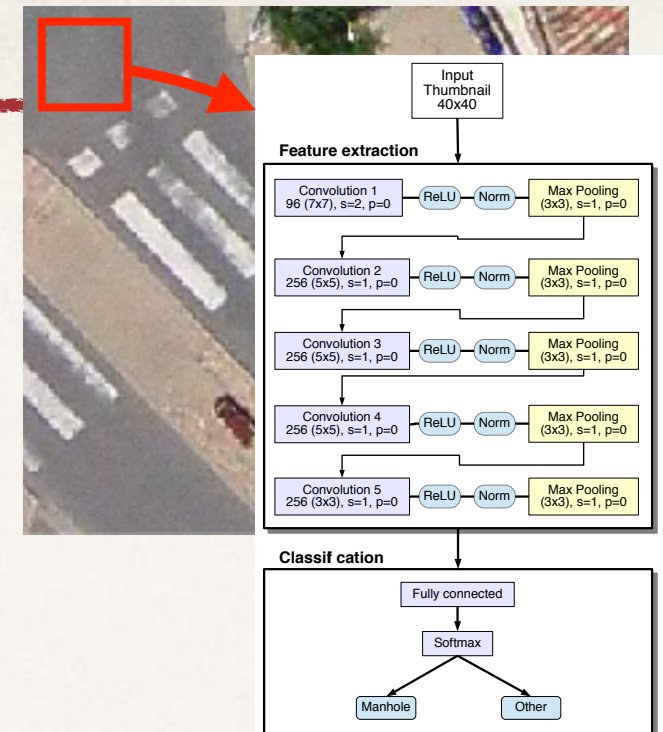 Input
Thumbnail
40x40
Feature extraction
Convolution 1
96 (7x7), s=2, p=0
ReLU
Norm
Max Pooling
(3x3), s=1, p=0
Convolution 2
256 (5x5), s=1, p=0
ReLU
Norm
Max Pooling
(3x3), s=1, p=0
Convolution 3
256 (5x5), s=1, p=0
ReLU
Norm
Max Pooling
(3x3), s=1, p=0
Convolution 4
256 (5x5), s=1, p=0
ReLU
Norm
Max Pooling
(3x3), s=1, p=0
Convolution 5
256 (3x3), s=1, p=0
ReLU
Norm
Max Pooling
(3x3), s=1, p=0
Classif cation
Fully connected
Softmax
Manhole
Other